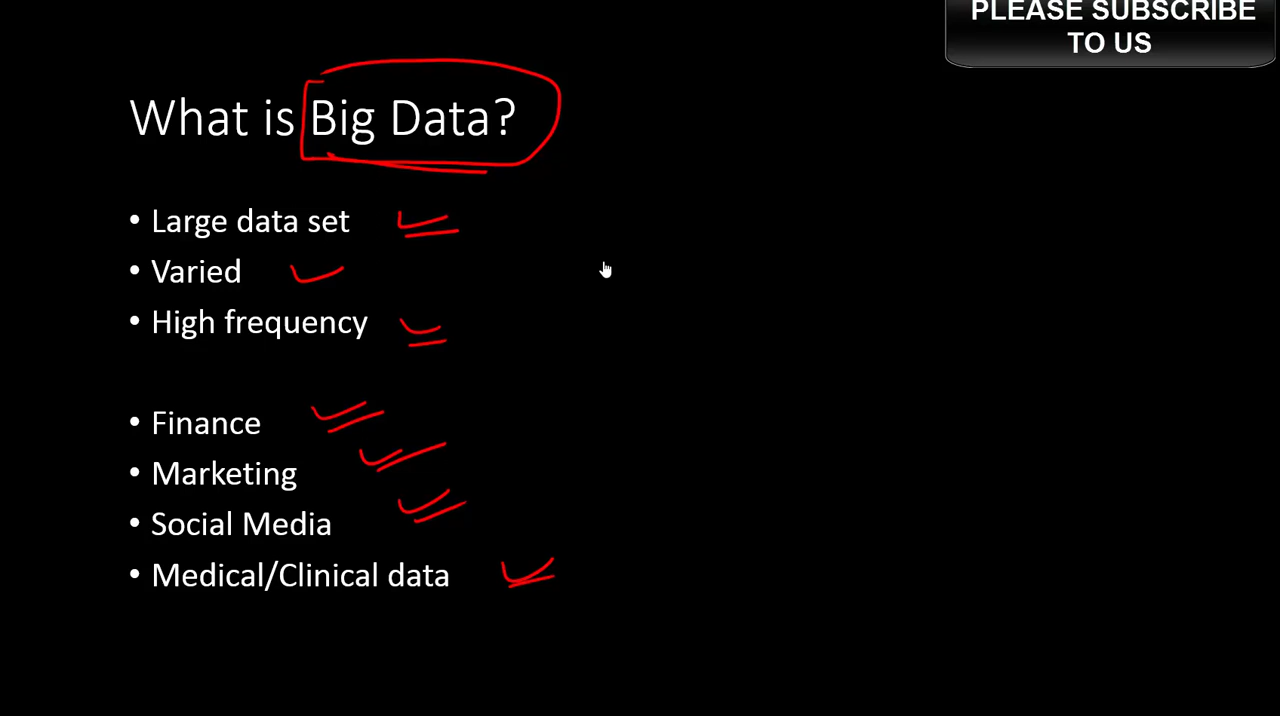 PLEASE SUBSCRIBE
TO US
What is Big Data?
• Large data set
• Varied
• High frequency
• Finance
• Marketing
• Social Media
• Medical/Clinical data